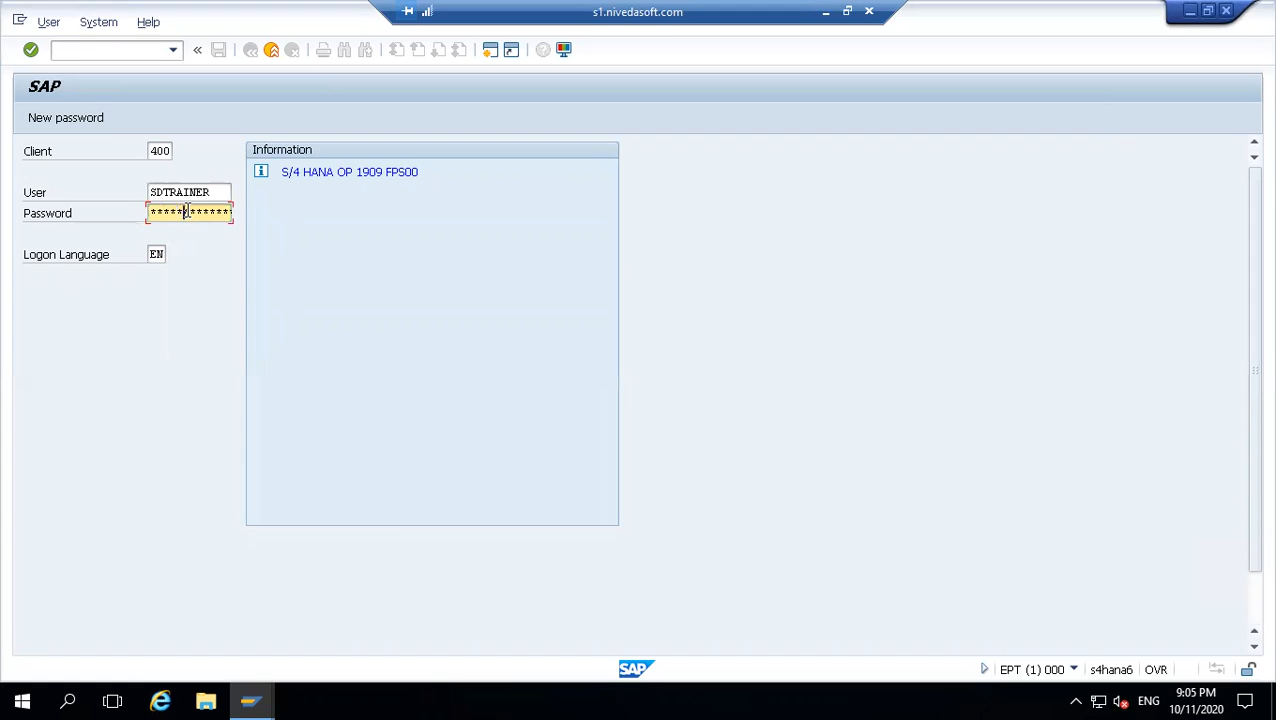 s1.nivedasoft.com
User System Help
SAP
New password
Client 400
Information
S/4 HANA OP 1909 FPS00
User SDTRAINER
Password ************
Logon Language EN
SAP
EPT (1) 000 s4hana6 OVR
ENG
9:05 PM
10/11/2020